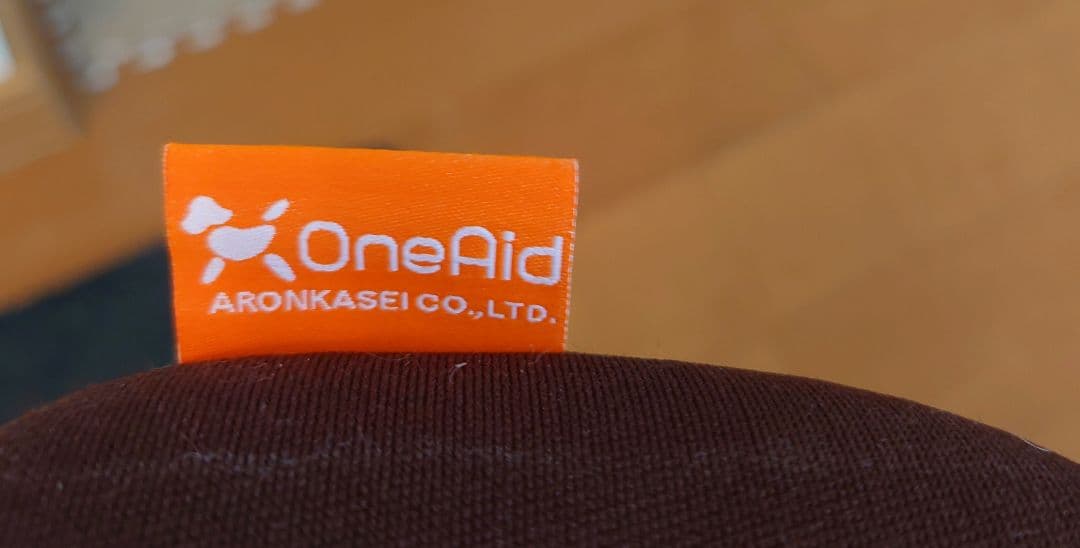 OneAid
ARONKASEI CO.,LTD.